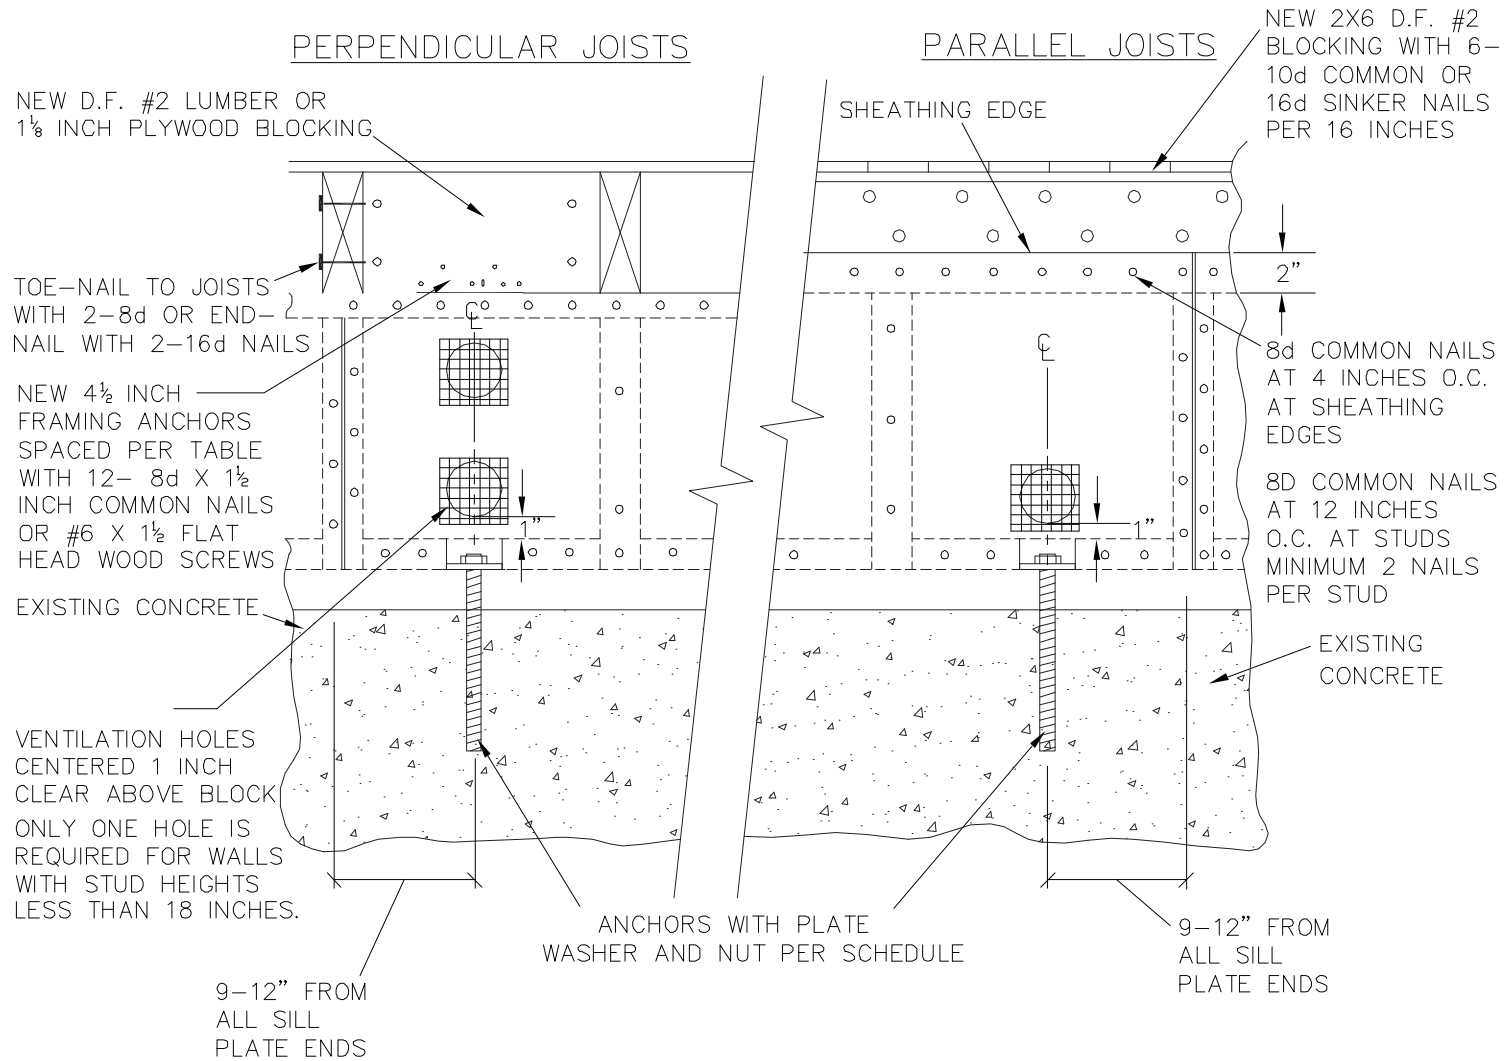 PERPENDICULAR JOISTS
PARALLEL JOISTS
NEW 2X6 D.F. #2
BLOCKING WITH 6–
10d COMMON OR
16d SINKER NAILS
PER 16 INCHES
NEW D.F. #2 LUMBER OR
1⅛ INCH PLYWOOD BLOCKING
SHEATHING EDGE
TOE–NAIL TO JOISTS
WITH 2–8d OR END–
NAIL WITH 2–16d NAILS
2"
CL
CL
NEW 4½ INCH
FRAMING ANCHORS
SPACED PER TABLE
WITH 12– 8d X 1½
INCH COMMON NAILS
OR #6 X 1½ FLAT
HEAD WOOD SCREWS
8d COMMON NAILS
AT 4 INCHES O.C.
AT SHEATHING
EDGES
8D COMMON NAILS
AT 12 INCHES
O.C. AT STUDS
MINIMUM 2 NAILS
PER STUD
1"
1"
EXISTING CONCRETE
EXISTING
CONCRETE
VENTILATION HOLES
CENTERED 1 INCH
CLEAR ABOVE BLOCK
ONLY ONE HOLE IS
REQUIRED FOR WALLS
WITH STUD HEIGHTS
LESS THAN 18 INCHES.
ANCHORS WITH PLATE
WASHER AND NUT PER SCHEDULE
9–12" FROM
ALL SILL
PLATE ENDS
9–12" FROM
ALL SILL
PLATE ENDS